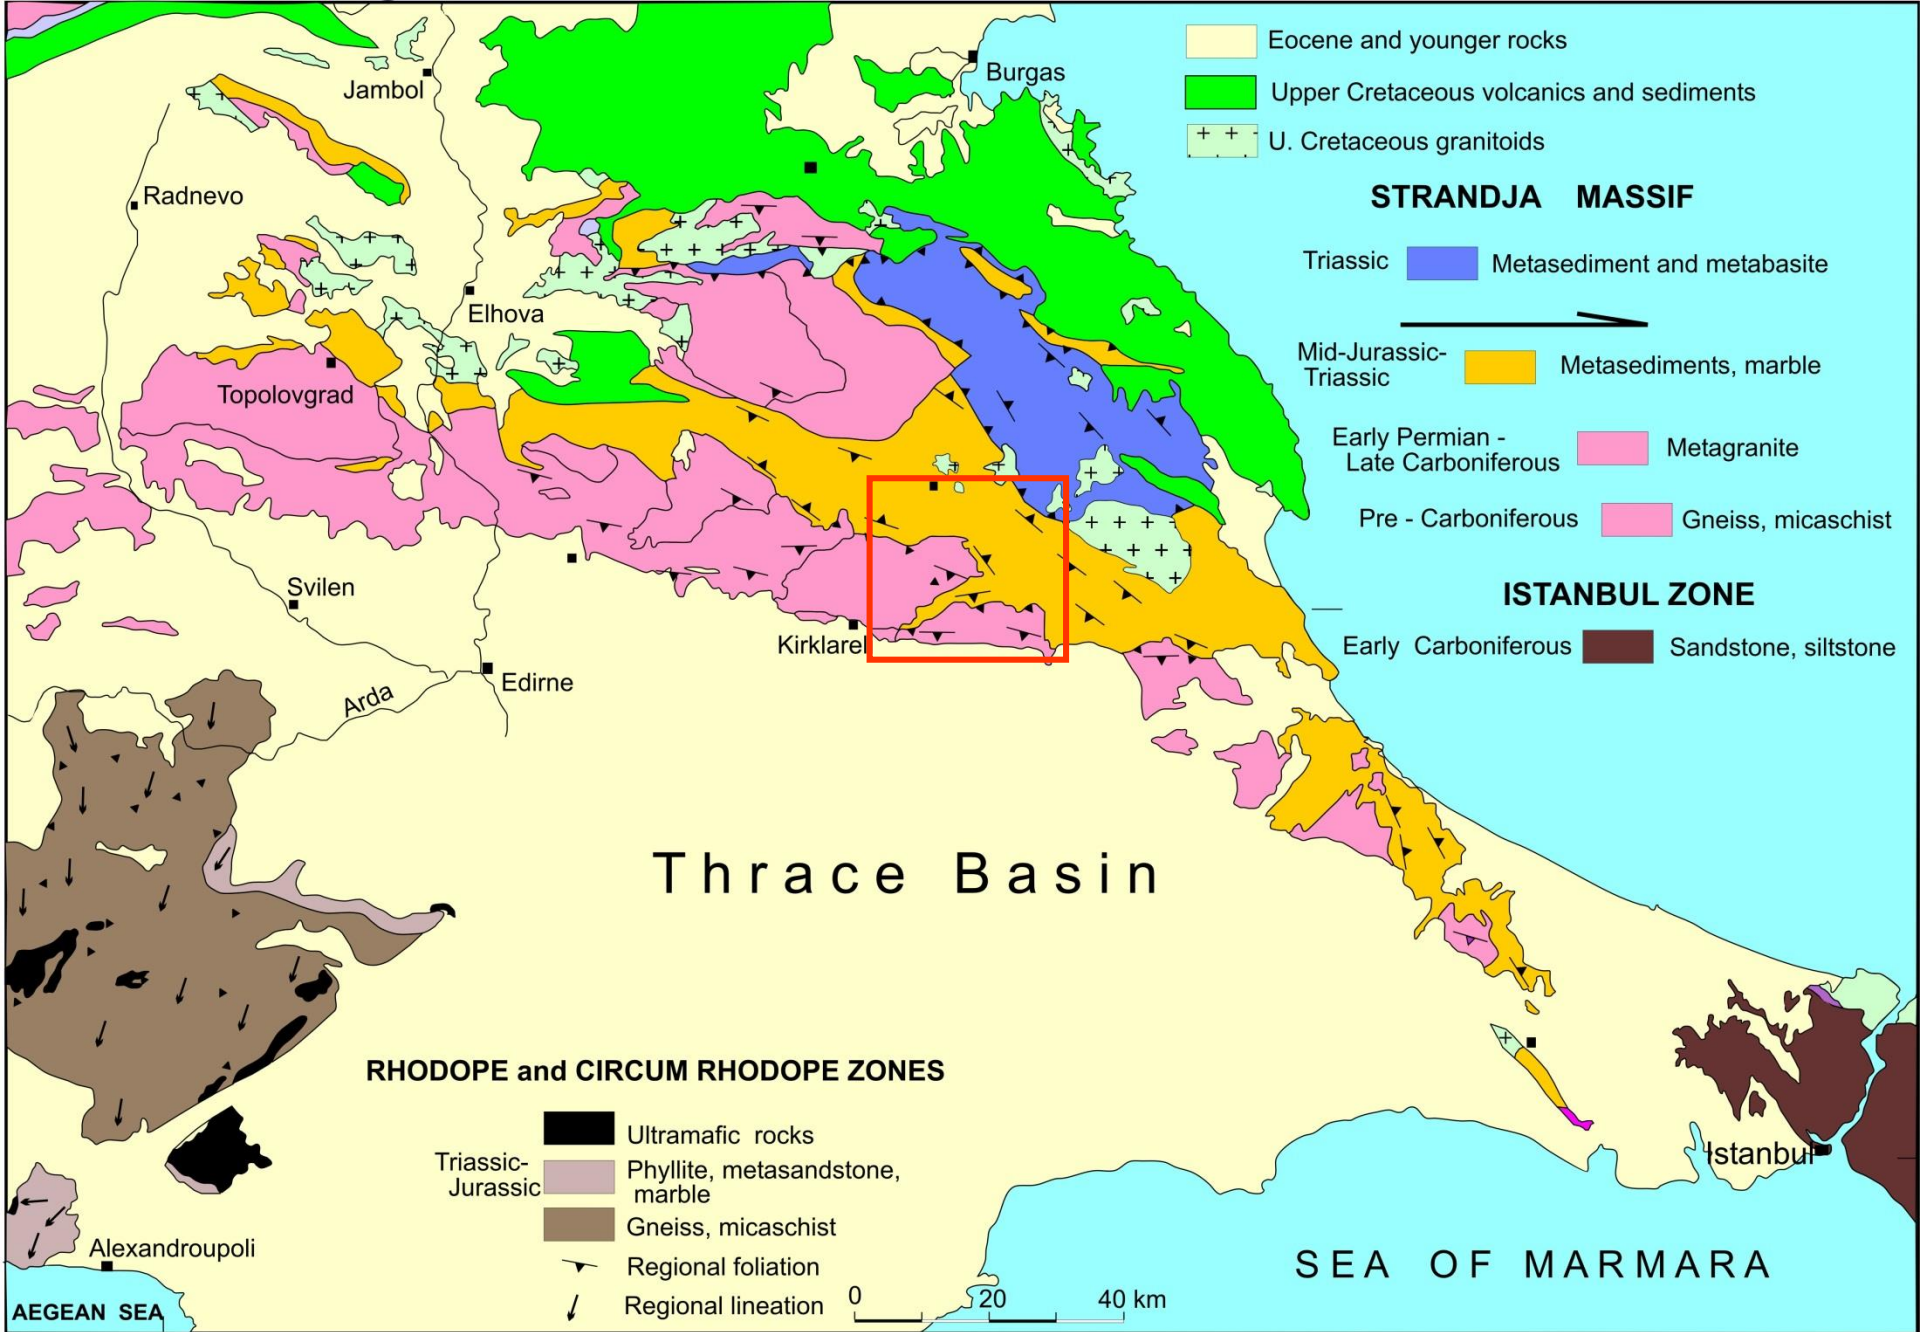 Eocene and younger rocks
Burgas
Jambol
Upper Cretaceous volcanics and sediments
U. Cretaceous granitoids
Radnevo
STRANDJA MASSIF
Triassic
Metasediment and metabasite
Elhova
Mid-Jurassic-
Triassic
Metasediments, marble
Topolovgrad
Early Permian -
Late Carboniferous
Metagranite
Pre - Carboniferous
Gneiss, micaschist
Svilen
ISTANBUL ZONE
Kirklarel
Early Carboniferous
Sandstone, siltstone
Edirne
Arda
Thrace Basin
RHODOPE and CIRCUM RHODOPE ZONES
Ultramafic rocks
Triassic-
Jurassic
Phyllite, metasandstone,
marble
Istanbul
Gneiss, micaschist
Alexandroupoli
Regional foliation
SEA OF MARMARA
Regional lineation
0 20 40 km
AEGEAN SEA